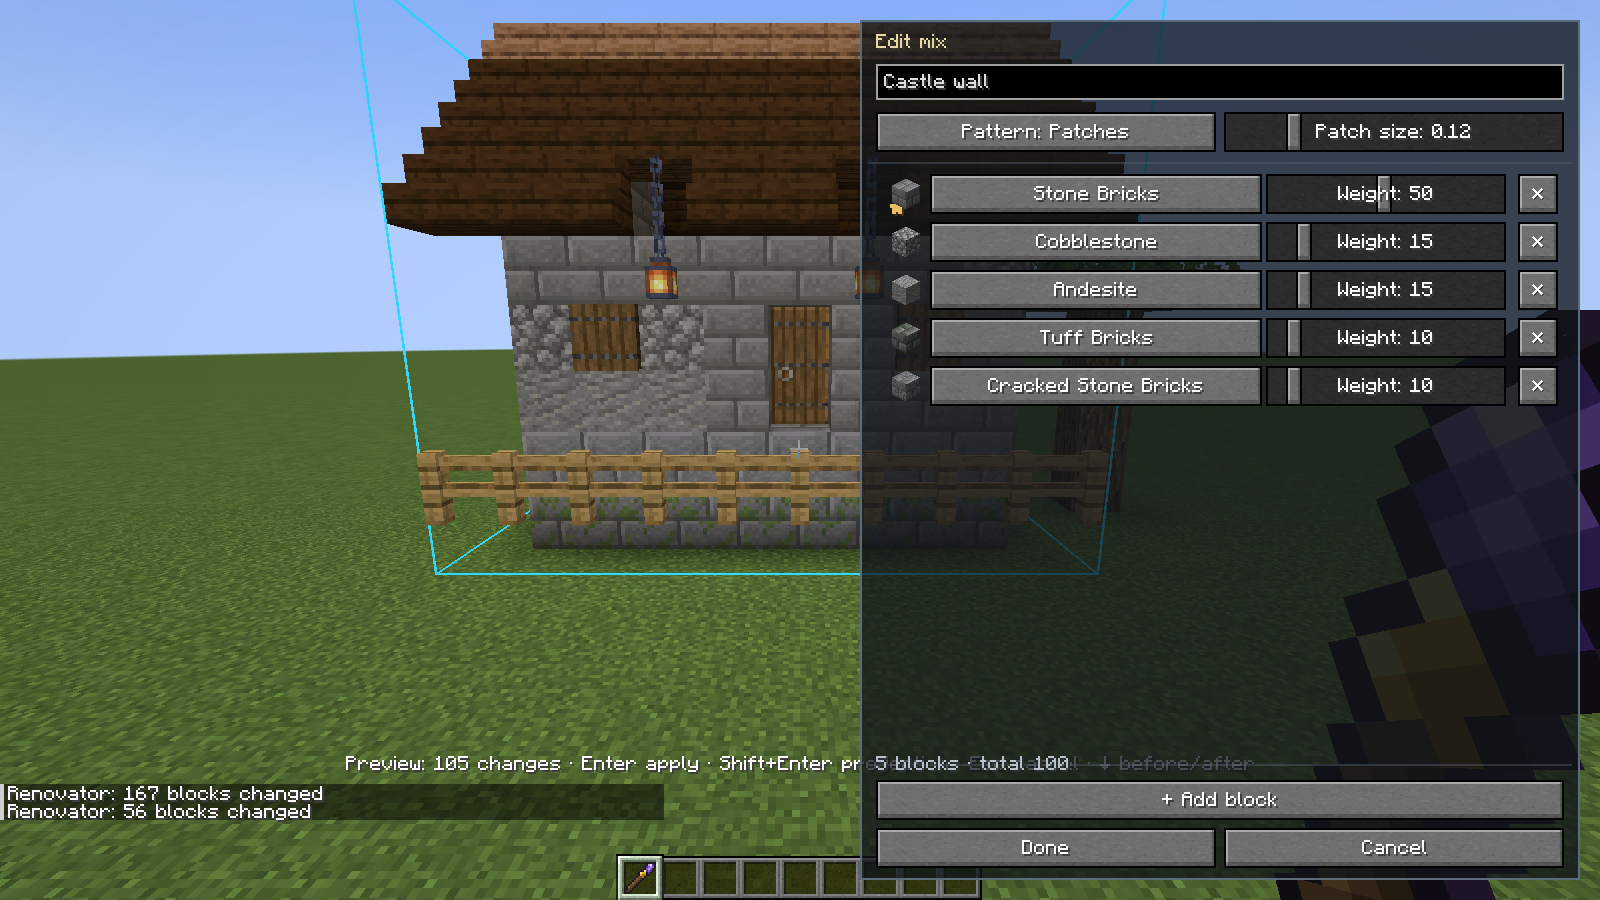 Edit mix
Castle wall
Pattern: Patches
Patch size: 0.12
Stone Bricks
Weight: 50
×
Cobblestone
Weight: 15
×
Andesite
Weight: 15
×
Tuff Bricks
Weight: 10
×
Cracked Stone Bricks
Weight: 10
×
Preview: 105 changes · Enter apply · Shift+Enter pr
5 blocks · total 100
· ↓ before/after
Renovator: 167 blocks changed
Renovator: 56 blocks changed
+ Add block
Done
Cancel